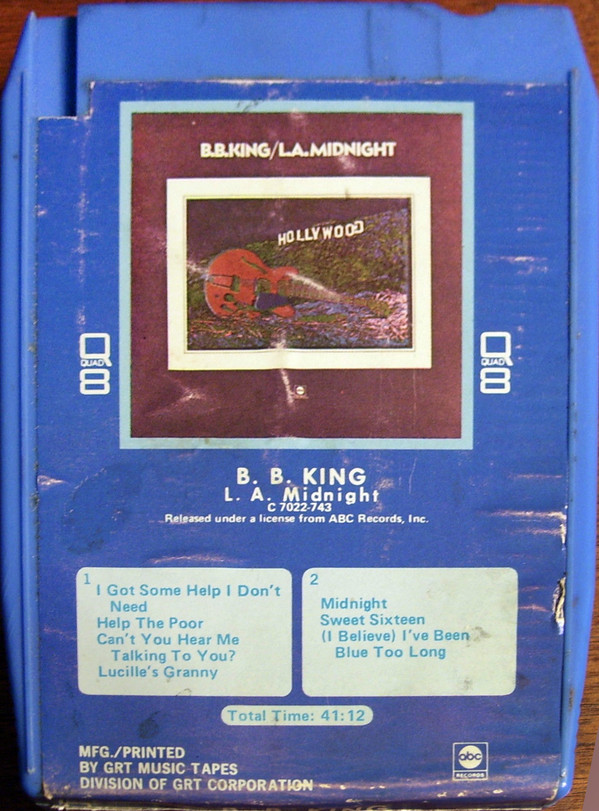 B.B.KING/L.A.MIDNIGHT
HOLLYWOOD
Q
QUAD
8
Q
QUAD
8
B. B. KING
L. A. Midnight
C 7022-743
Released under a license from ABC Records, Inc.
1
I Got Some Help I Don't
Need
Help The Poor
Can't You Hear Me
Talking To You?
Lucille's Granny
2
Midnight
Sweet Sixteen
(I Believe) I've Been
Blue Too Long
Total Time: 41:12
MFG./PRINTED
BY GRT MUSIC TAPES
DIVISION OF GRT CORPORATION
abc
RECORDS